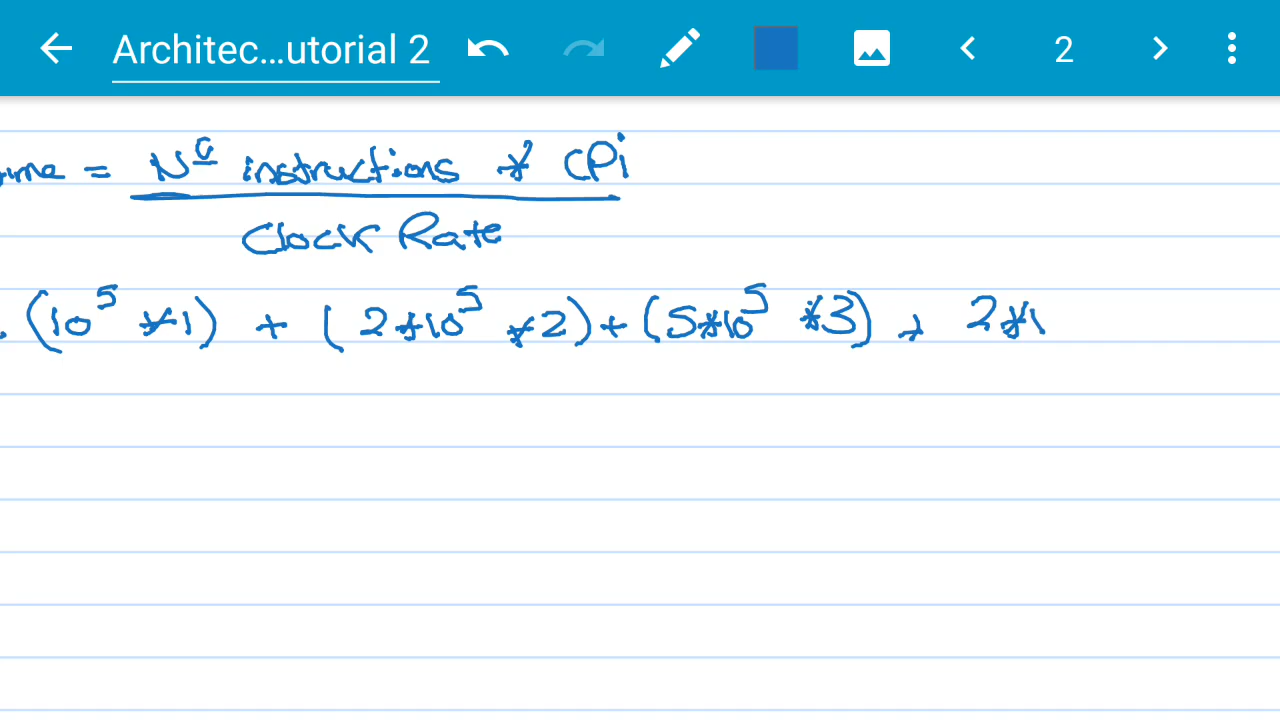 Architec...utorial 2 2
ime = Nº instructions * CPi
Clock Rate
(10^5 * 1) + (2*10^5 * 2) + (5*10^5 * 3) + 2*1